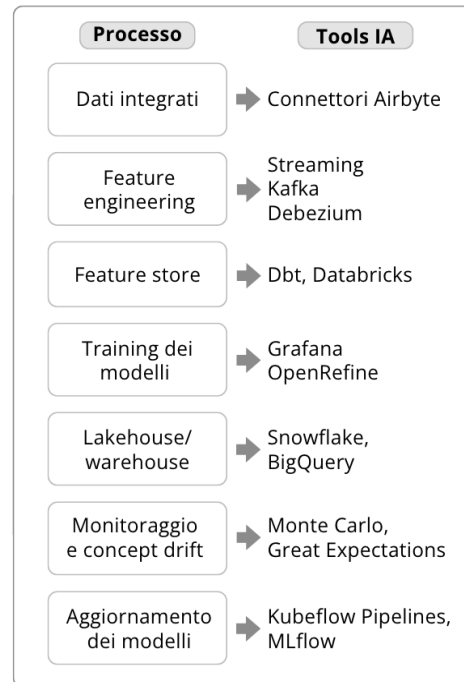 Processo
Tools IA
Dati integrati
Connettori Airbyte
Feature
engineering
Streaming
Kafka
Debezium
Feature store
Dbt, Databricks
Training dei
modelli
Grafana
OpenRefine
Lakehouse/
warehouse
Snowflake,
BigQuery
Monitoraggio
e concept drift
Monte Carlo,
Great Expectations
Aggiornamento
dei modelli
Kubeflow Pipelines,
MLflow